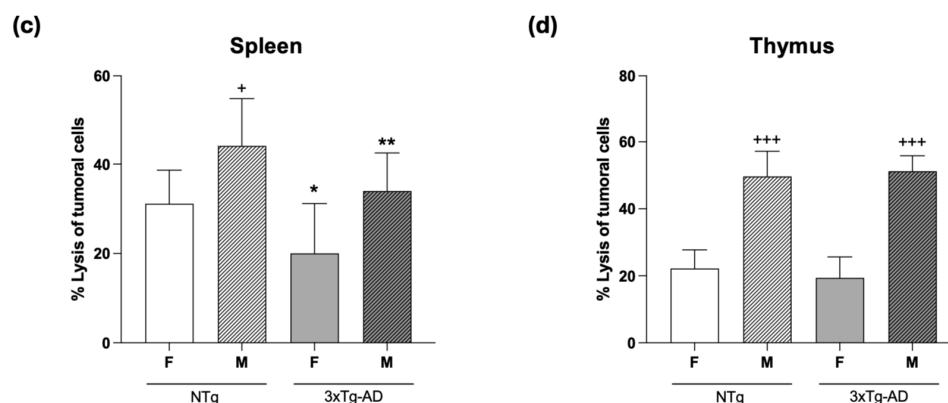 (c)
Spleen
% Lysis of tumoral cells
60
40
20
0
+
*
**
F M F M
NTg 3xTg-AD
(d)
Thymus
% Lysis of tumoral cells
80
60
40
20
0
+++
+++
F M F M
NTg 3xTg-AD